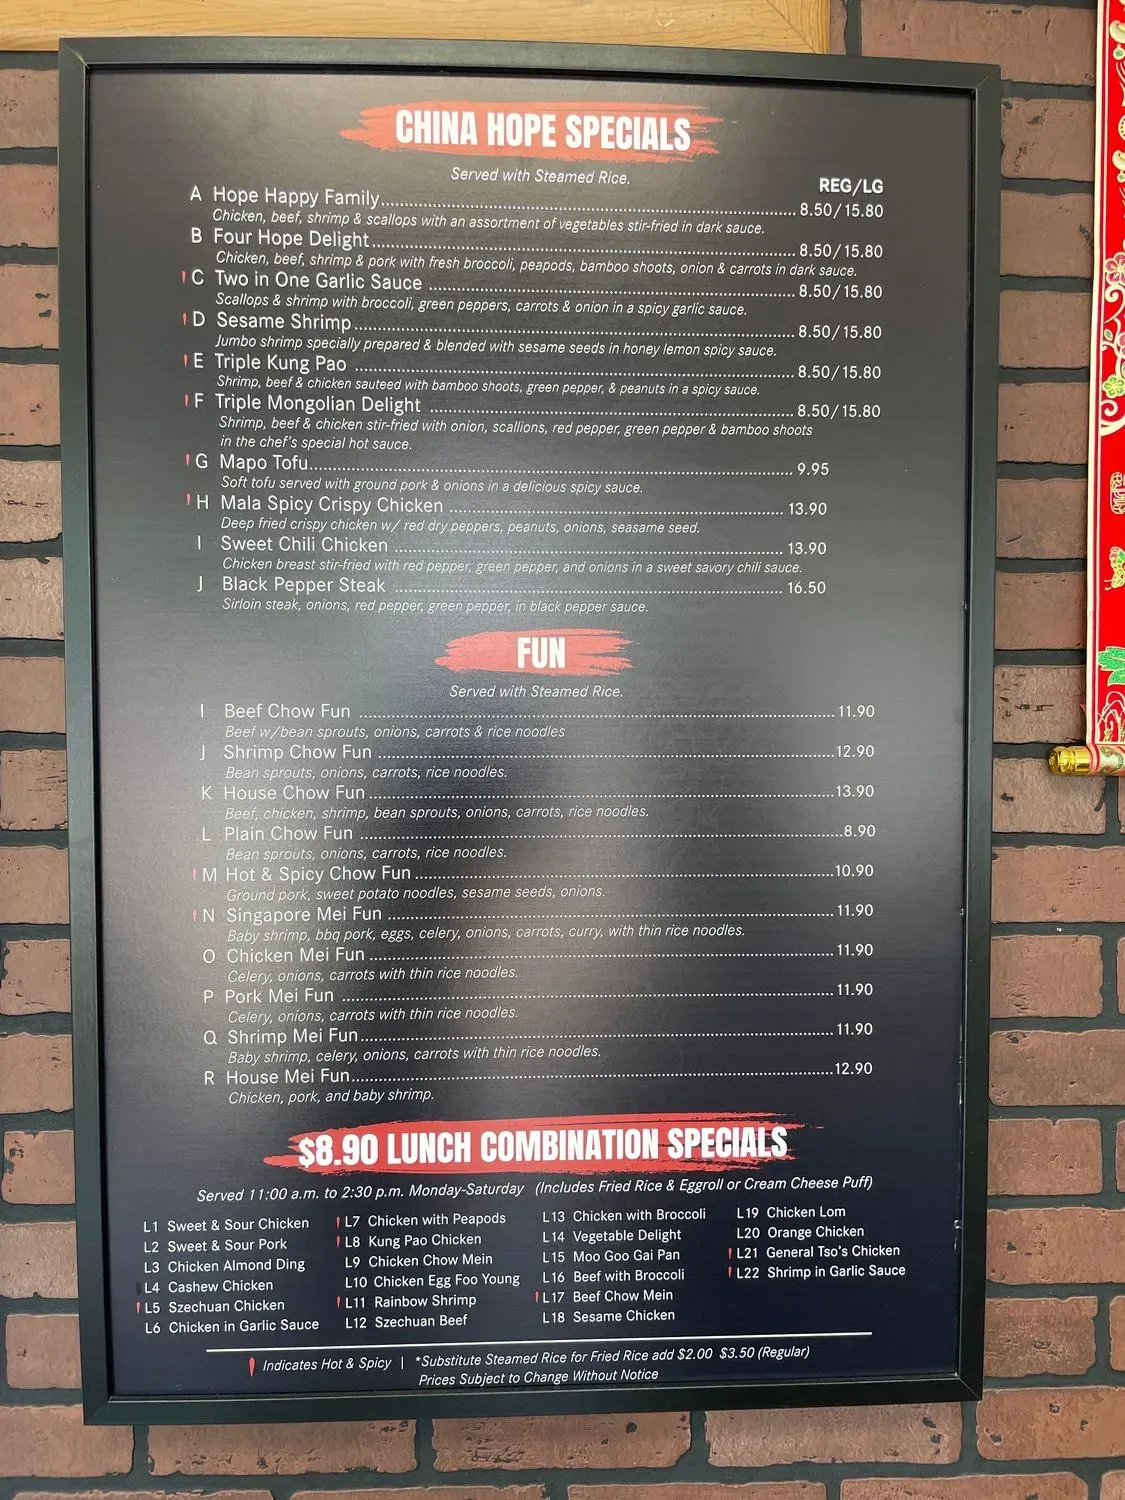 CHINA HOPE SPECIALS
Served with Steamed Rice.
REG/LG
A Hope Happy Family 8.50/15.80
Chicken, beef, shrimp & scallops with an assortment of vegetables stir-fried in dark sauce.
B Four Hope Delight 8.50/15.80
Chicken, beef, shrimp & pork with fresh broccoli, peapods, bamboo shoots, onion & carrots in dark sauce.
C Two in One Garlic Sauce 8.50/15.80
Scallops & shrimp with broccoli, green peppers, carrots & onion in a spicy garlic sauce.
D Sesame Shrimp 8.50/15.80
Jumbo shrimp specially prepared & blended with sesame seeds in honey lemon spicy sauce.
E Triple Kung Pao 8.50/15.80
Shrimp, beef & chicken sauteed with bamboo shoots, green pepper, & peanuts in a spicy sauce.
F Triple Mongolian Delight 8.50/15.80
Shrimp, beef & chicken stir-fried with onion, scallions, red pepper, green pepper & bamboo shoots
in the chef's special hot sauce.
G Mapo Tofu 9.95
Soft tofu served with ground pork & onions in a delicious spicy sauce.
H Mala Spicy Crispy Chicken 13.90
Deep fried crispy chicken w/ red dry peppers, peanuts, onions, seasame seed.
I Sweet Chili Chicken 13.90
Chicken breast stir-fried with red pepper, green pepper, and onions in a sweet savory chili sauce.
J Black Pepper Steak 16.50
Sirloin steak, onions, red pepper, green pepper, in black pepper sauce.
FUN
Served with Steamed Rice.
I Beef Chow Fun 11.90
Beef w/bean sprouts, onions, carrots & rice noodles
J Shrimp Chow Fun 12.90
Bean sprouts, onions, carrots, rice noodles.
K House Chow Fun 13.90
Beef, chicken, shrimp, bean sprouts, onions, carrots, rice noodles.
L Plain Chow Fun 8.90
Bean sprouts, onions, carrots, rice noodles.
M Hot & Spicy Chow Fun 10.90
Ground pork, sweet potato noodles, sesame seeds, onions.
N Singapore Mei Fun 11.90
Baby shrimp, bbq pork, eggs, celery, onions, carrots, curry, with thin rice noodles.
O Chicken Mei Fun 11.90
Celery, onions, carrots with thin rice noodles.
P Pork Mei Fun 11.90
Celery, onions, carrots with thin rice noodles.
Q Shrimp Mei Fun 11.90
Baby shrimp, celery, onions, carrots with thin rice noodles.
R House Mei Fun 12.90
Chicken, pork, and baby shrimp.
$8.90 LUNCH COMBINATION SPECIALS
Served 11:00 a.m. to 2:30 p.m. Monday-Saturday (Includes Fried Rice & Eggroll or Cream Cheese Puff)
L1 Sweet & Sour Chicken
L2 Sweet & Sour Pork
L3 Chicken Almond Ding
L4 Cashew Chicken
L5 Szechuan Chicken
L6 Chicken in Garlic Sauce
L7 Chicken with Peapods
L8 Kung Pao Chicken
L9 Chicken Chow Mein
L10 Chicken Egg Foo Young
L11 Rainbow Shrimp
L12 Szechuan Beef
L13 Chicken with Broccoli
L14 Vegetable Delight
L15 Moo Goo Gai Pan
L16 Beef with Broccoli
L17 Beef Chow Mein
L18 Sesame Chicken
L19 Chicken Lom
L20 Orange Chicken
L21 General Tso's Chicken
L22 Shrimp in Garlic Sauce
Indicates Hot & Spicy | *Substitute Steamed Rice for Fried Rice add $2.00 $3.50 (Regular)
Prices Subject to Change Without Notice